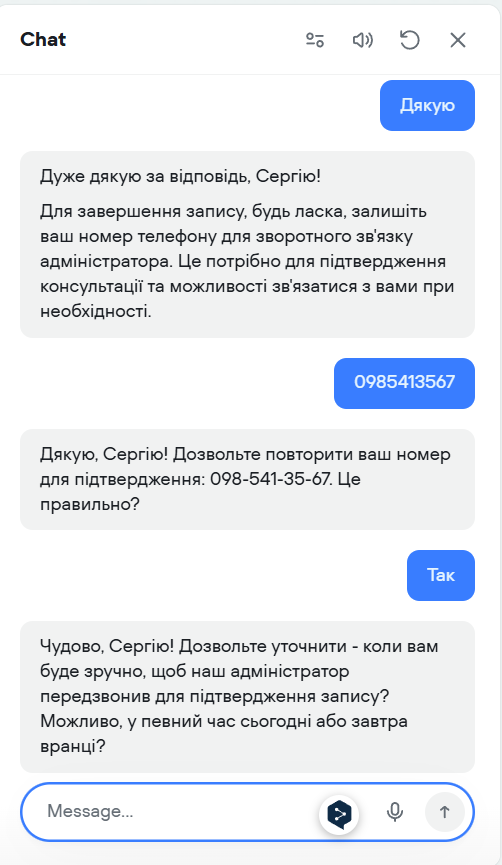 Chat
Дякую
Дуже дякую за відповідь, Сергію!
Для завершення запису, будь ласка, залишіть
ваш номер телефону для зворотного зв'язку
адміністратора. Це потрібно для підтвердження
консультації та можливості зв'язатися з вами при
необхідності.
0985413567
Дякую, Сергію! Дозвольте повторити ваш номер
для підтвердження: 098-541-35-67. Це
правильно?
Так
Чудово, Сергію! Дозвольте уточнити - коли вам
буде зручно, щоб наш адміністратор
передзвонив для підтвердження запису?
Можливо, у певний час сьогодні або завтра
вранці?
Message...